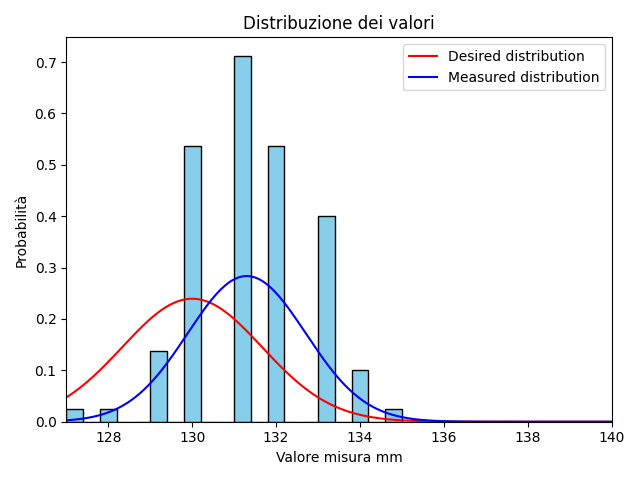 Distribuzione dei valori
Desired distribution
Measured distribution
Probabilità
0.7
0.6
0.5
0.4
0.3
0.2
0.1
0.0
128 130 132 134 136 138 140
Valore misura mm